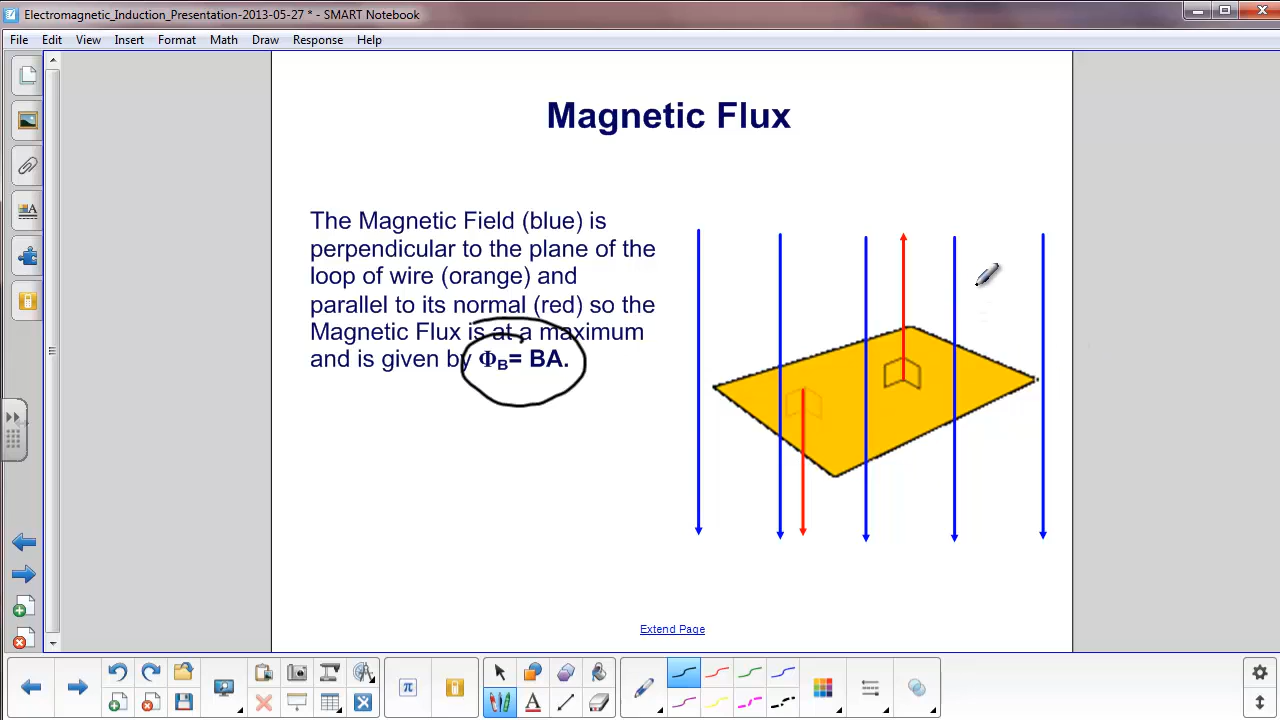 Electromagnetic_Induction_Presentation-2013-05-27 * - SMART Notebook
File Edit View Insert Format Math Draw Response Help
Magnetic Flux
The Magnetic Field (blue) is
perpendicular to the plane of the
loop of wire (orange) and
parallel to its normal (red) so the
Magnetic Flux is at a maximum
and is given by ΦB= BA.
Extend Page
π
A